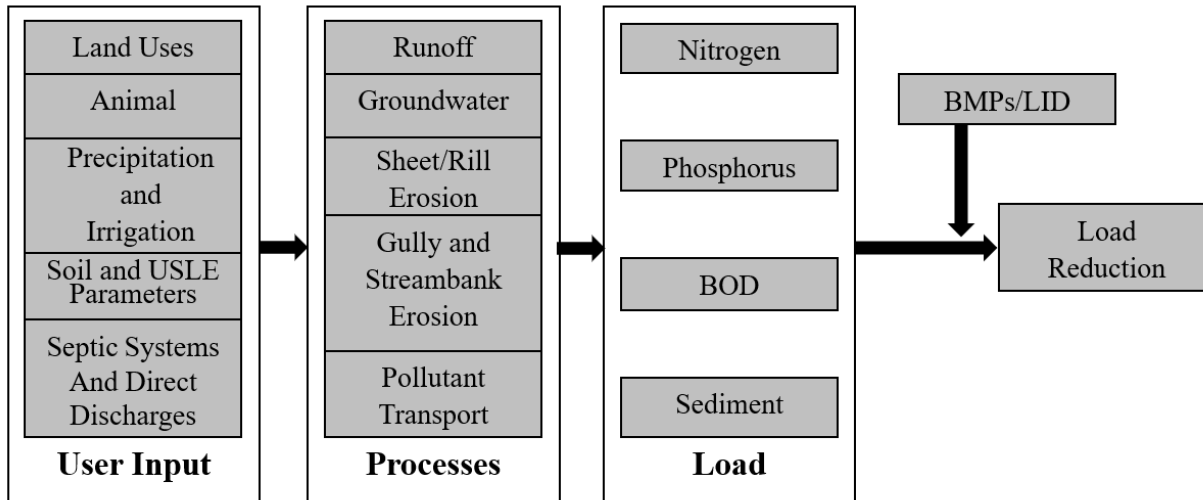 Land Uses
Animal
Precipitation
and
Irrigation
Soil and USLE
Parameters
Septic Systems
And Direct
Discharges
User Input
Runoff
Groundwater
Sheet/Rill
Erosion
Gully and
Streambank
Erosion
Pollutant
Transport
Processes
Nitrogen
Phosphorus
BOD
Sediment
Load
BMPs/LID
Load
Reduction